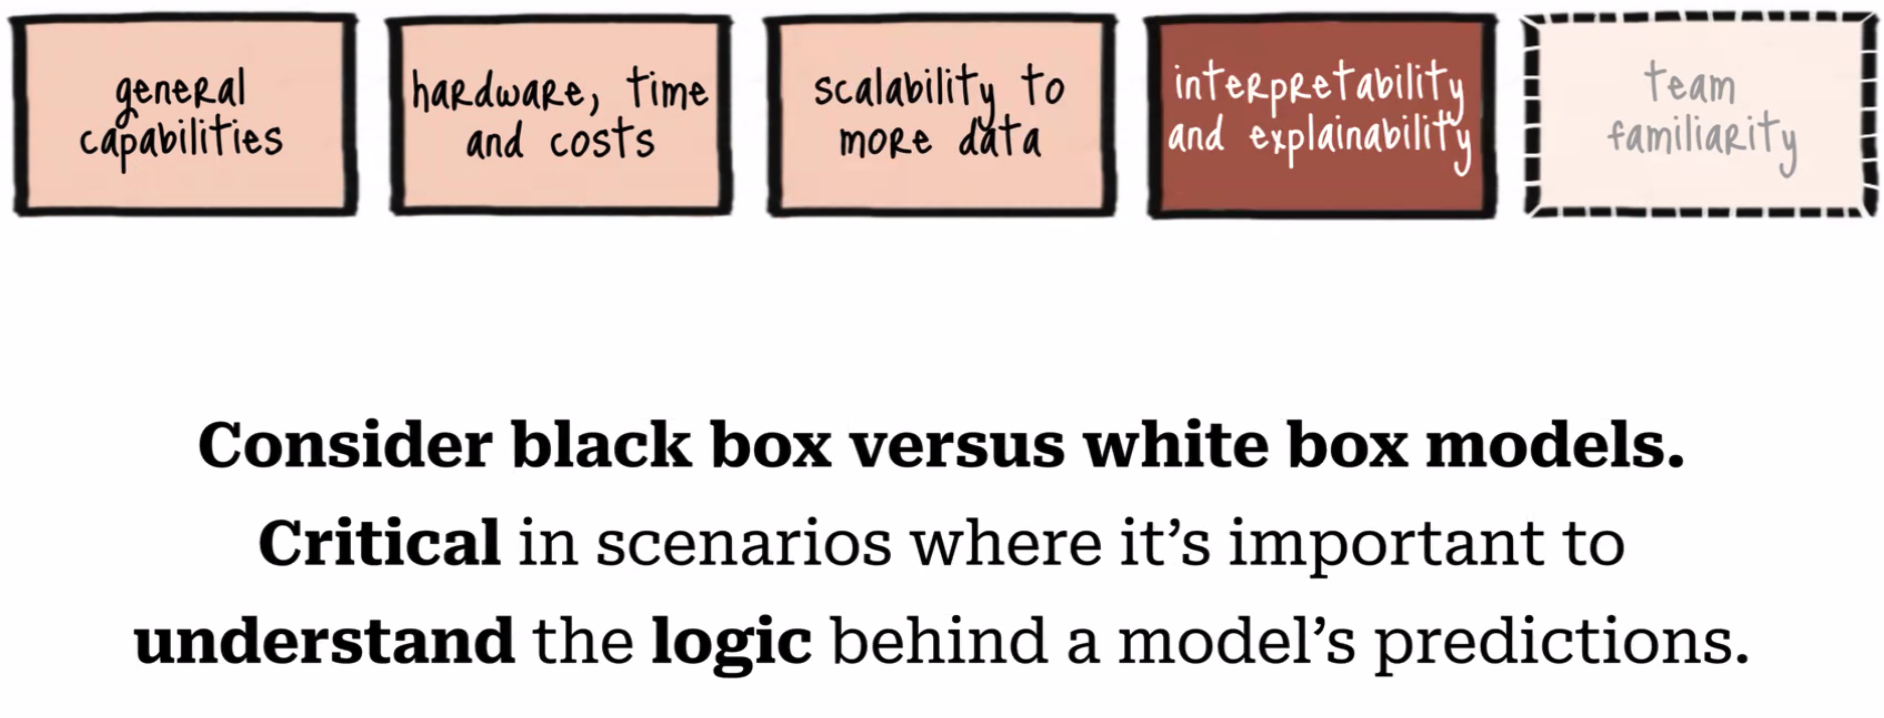 general
capabilities
hardware, time
and costs
scalability to
more data
interpretability
and explainability
team
familiarity
Consider black box versus white box models.
Critical in scenarios where it's important to
understand the logic behind a model's predictions.